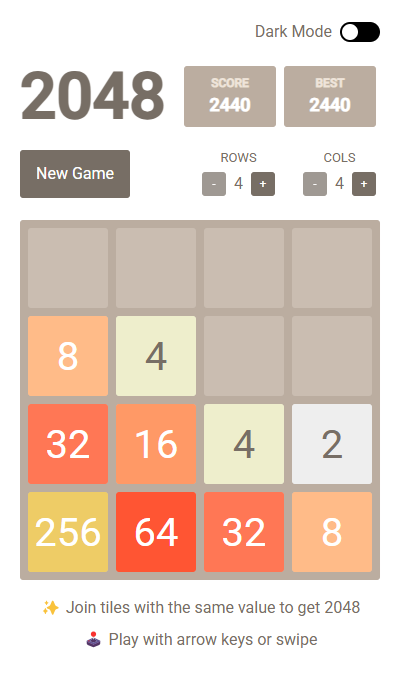 Dark Mode
2048
SCORE
2440
BEST
2440
New Game
ROWS
- 4 +
COLS
- 4 +
8 4
32 16 4 2
256 64 32 8
✨ Join tiles with the same value to get 2048
🕹️ Play with arrow keys or swipe